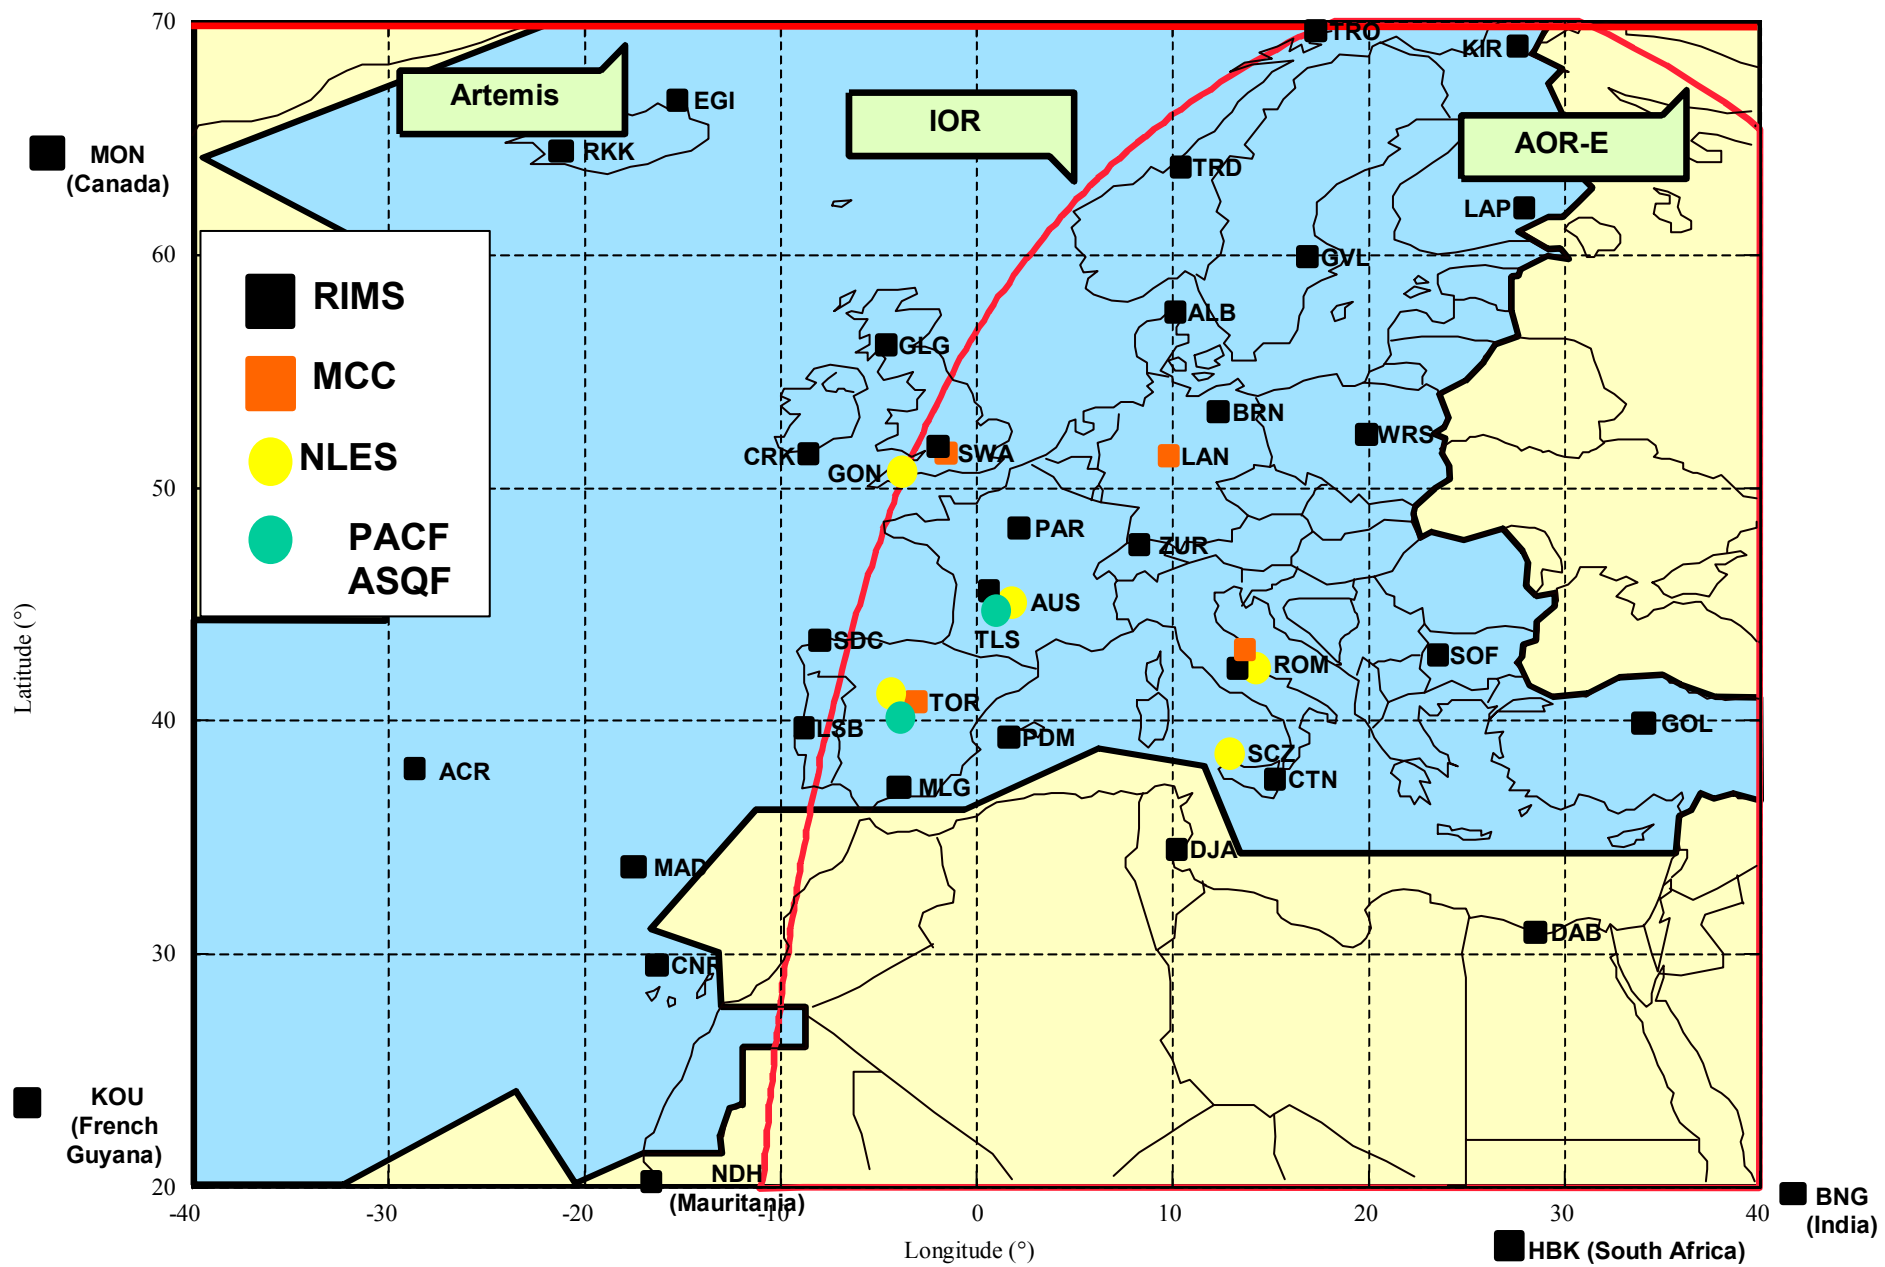 70
TRO
KIR
Artemis
EGI
IOR
AOR-E
MON
(Canada)
RKK
TRD
LAP
60
GVL
RIMS
ALB
GLG
MCC
BRN
WRS
NLES
CRK
SWA
LAN
GON
50
PACF
ASQF
PAR
ZUR
AUS
TLS
SDC
ROM
SOF
TOR
40
LSB
PDM
GOL
SCZ
ACR
MLG
CTN
Latitude (°)
DJA
MAD
DAB
30
CNR
KOU
(French
Guyana)
NDH
(Mauritania)
20
-40
-30
-20
-10
0
10
20
30
40
BNG
(India)
Longitude (°)
HBK (South Africa)